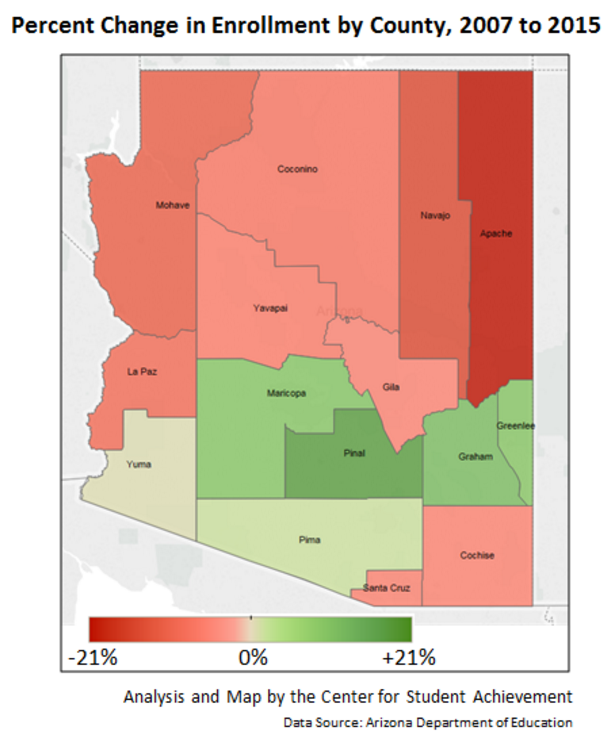 Percent Change in Enrollment by County, 2007 to 2015
Coconino
Mohave
Navajo
Apache
Yavapai
Arizona
La Paz
Gila
Maricopa
Greenlee
Pinal
Graham
Yuma
Pima
Cochise
Santa Cruz
-21% 0% +21%
Analysis and Map by the Center for Student Achievement
Data Source: Arizona Department of Education